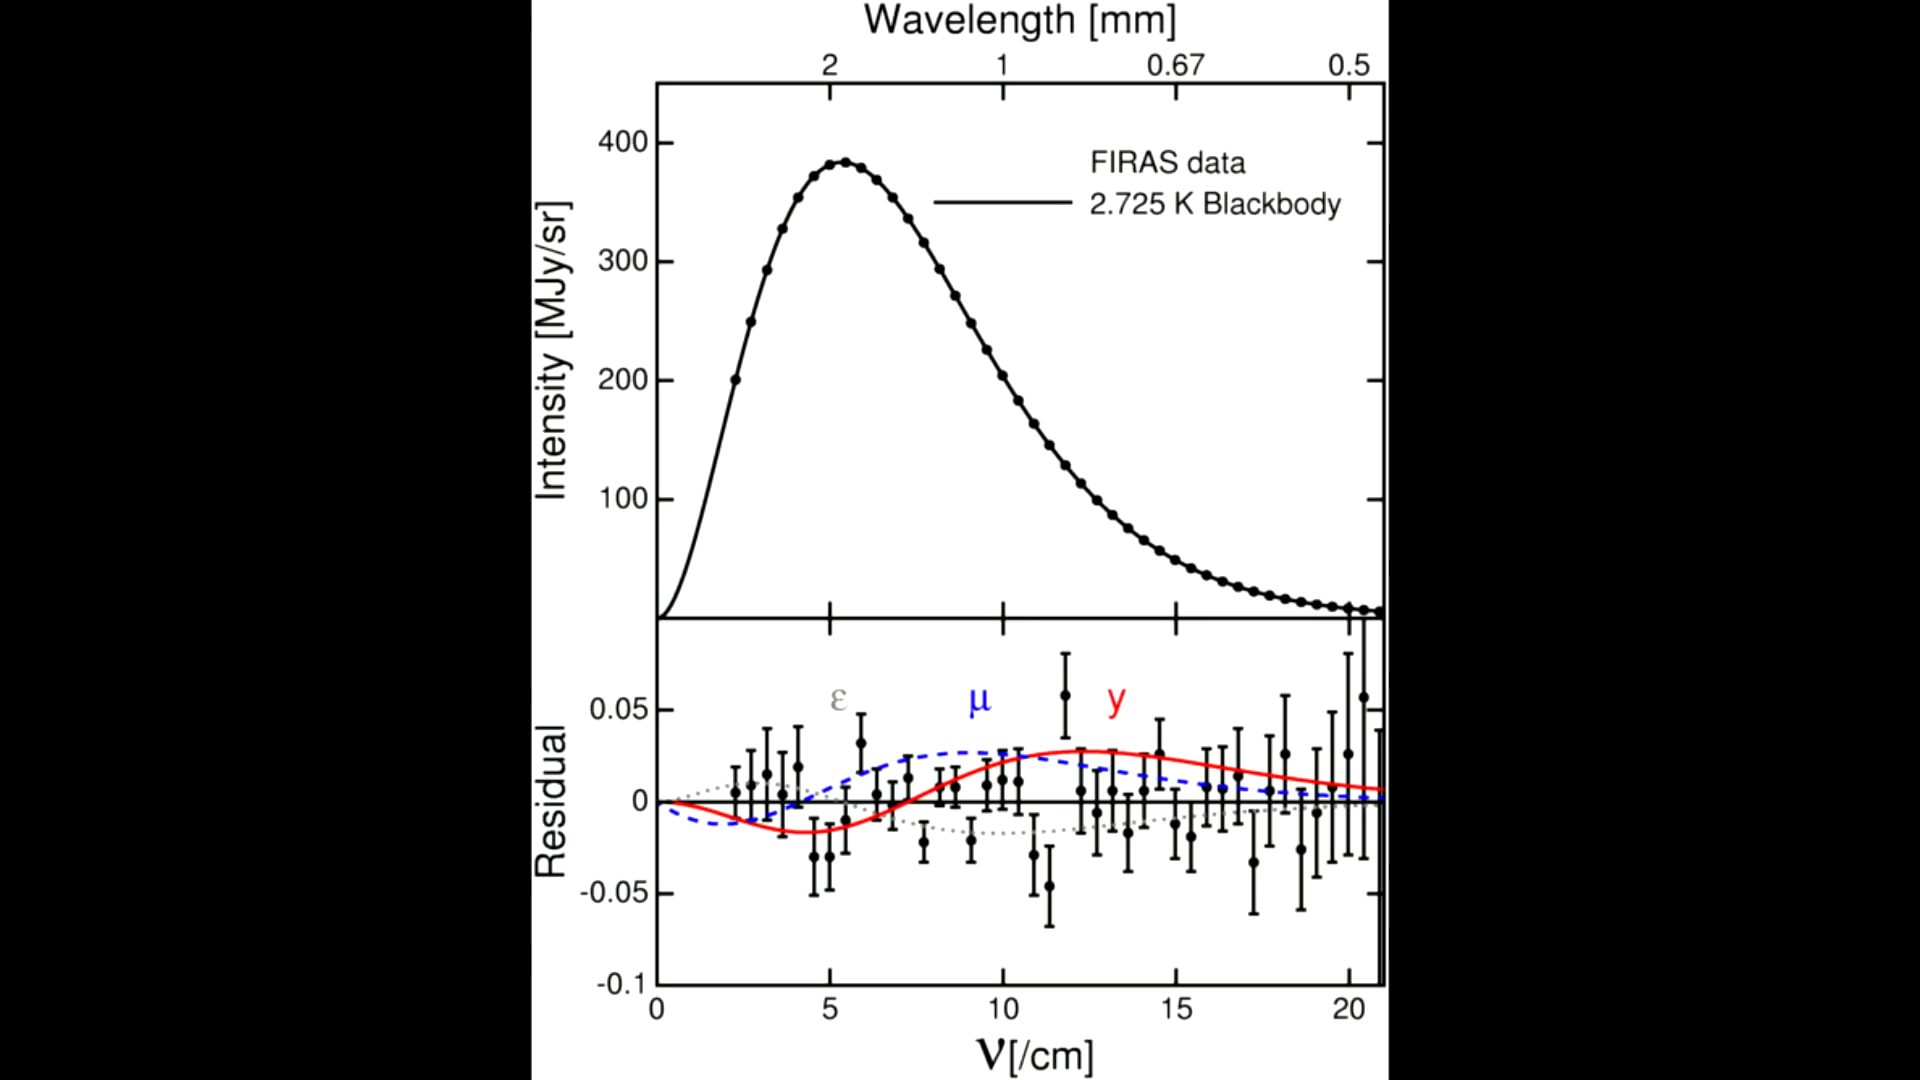 Wavelength [mm]
2 1 0.67 0.5
400
300
200
100
Intensity [MJy/sr]
FIRAS data
2.725 K Blackbody
ε μ y
0.05
0
-0.05
-0.1
Residual
0 5 10 15 20
ν[/cm]